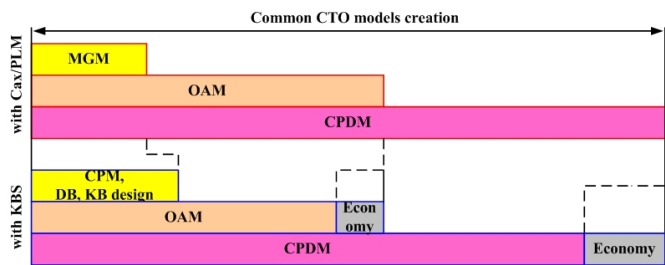 Common CTO models creation
with Cax/PLM
MGM
OAM
CPDM
with KBS
CPM,
DB, KB design
OAM
Econ
omy
CPDM
Economy